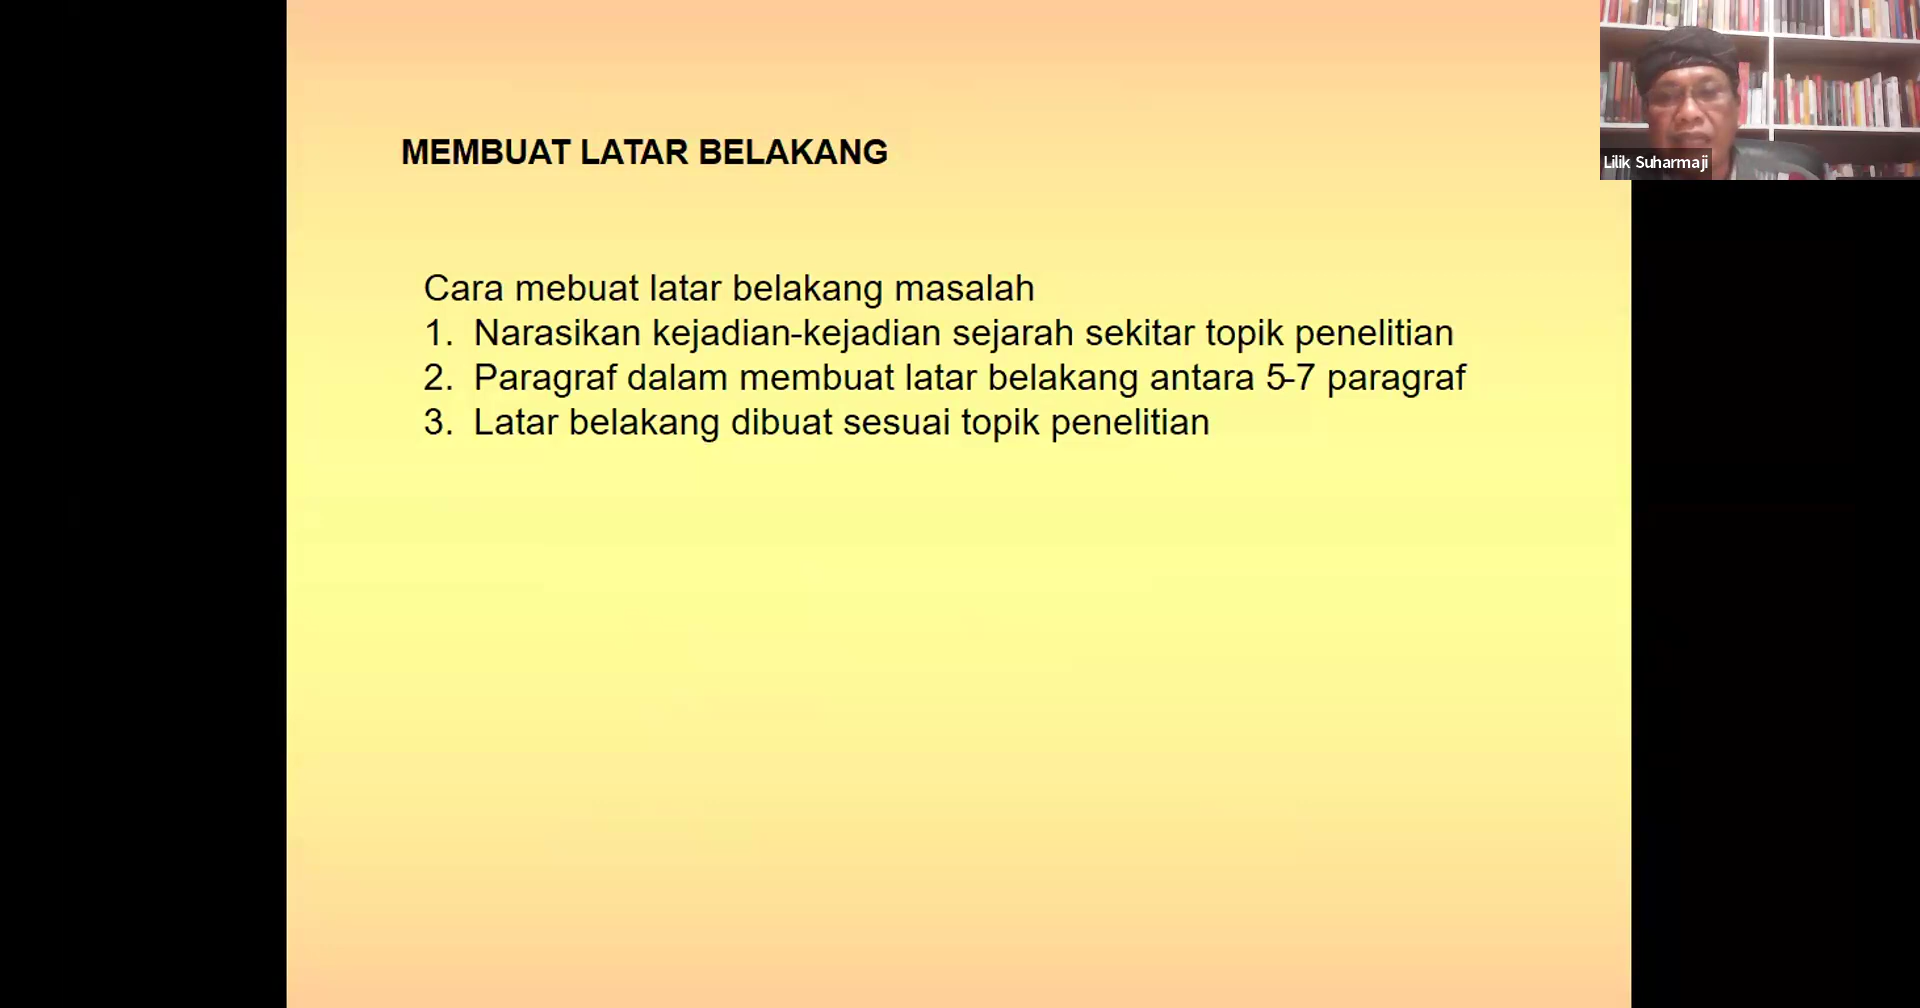 MEMBUAT LATAR BELAKANG
Lilik Suharmaji
Cara mebuat latar belakang masalah
1. Narasikan kejadian-kejadian sejarah sekitar topik penelitian
2. Paragraf dalam membuat latar belakang antara 5-7 paragraf
3. Latar belakang dibuat sesuai topik penelitian